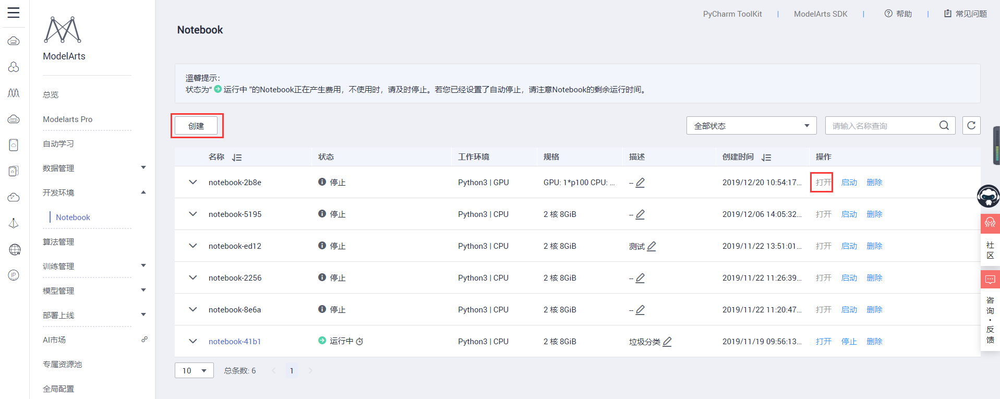 PyCharm ToolKit | ModelArts SDK | 帮助 | 常见问题
ModelArts
总览
Modelarts Pro
自动学习
数据管理
开发环境
Notebook
算法管理
训练管理
模型管理
部署上线
AI市场
专属资源池
全局配置
Notebook
温馨提示：
状态为“ 运行中 ”的Notebook正在产生费用，不使用时，请及时停止。若您已经设置了自动停止，请注意Notebook的剩余运行时间。
创建 全部状态 请输入名称查询
名称 状态 工作环境 规格 描述 创建时间 操作
notebook-2b8e 停止 Python3 | GPU GPU: 1*p100 CPU: ... -- 2019/12/20 10:54:17... 打开 启动 删除
notebook-5195 停止 Python3 | CPU 2 核 8GiB -- 2019/12/06 14:05:32... 打开 启动 删除
notebook-ed12 停止 Python3 | CPU 2 核 8GiB 测试 2019/11/22 13:51:01... 打开 启动 删除
notebook-2256 停止 Python3 | CPU 2 核 8GiB -- 2019/11/22 11:26:39... 打开 启动 删除
notebook-8e6a 停止 Python3 | CPU 2 核 8GiB -- 2019/11/22 11:20:47... 打开 启动 删除
notebook-41b1 运行中 Python3 | CPU 2 核 8GiB 垃圾分类 2019/11/19 09:56:13... 打开 停止 删除
10 总条数: 6 < 1 >
社区
咨询·反馈
W
IP